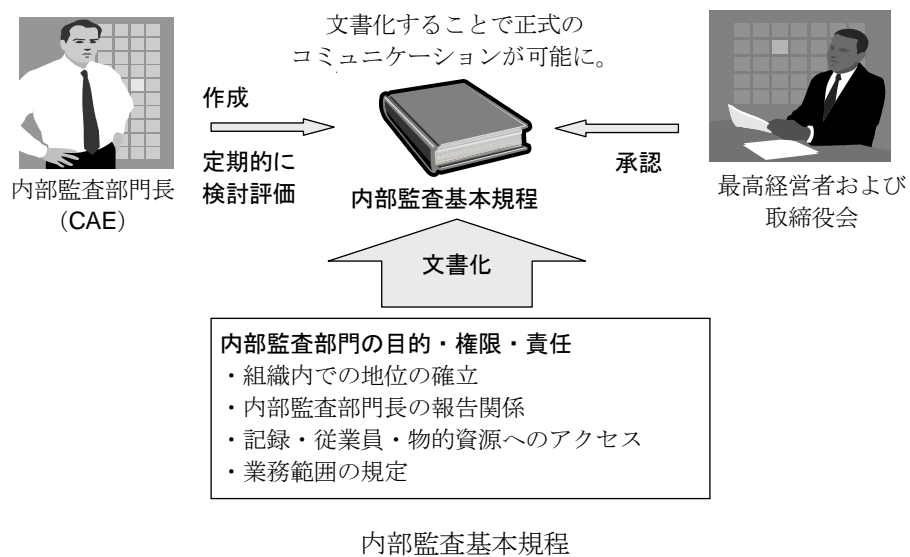 文書化することで正式の
コミュニケーションが可能に。
作成
定期的に
検討評価
内部監査部門長
（CAE）
内部監査基本規程
承認
最高経営者および
取締役会
文書化
内部監査部門の目的・権限・責任
・組織内での地位の確立
・内部監査部門長の報告関係
・記録・従業員・物的資源へのアクセス
・業務範囲の規定
内部監査基本規程